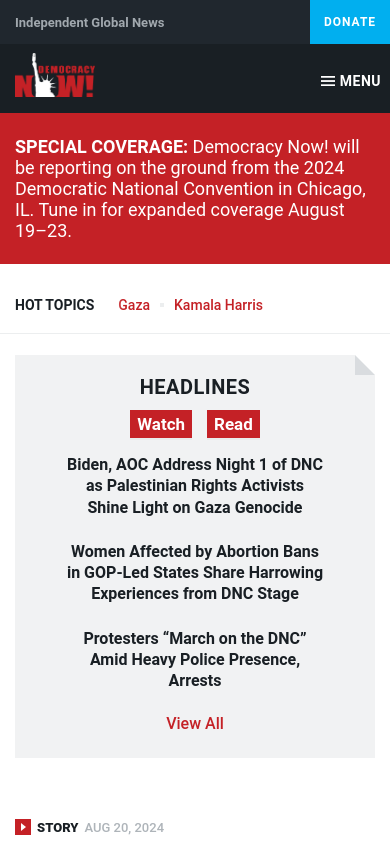 Independent Global News
DONATE
DEMOCRACY
NOW!
MENU
SPECIAL COVERAGE: Democracy Now! will
be reporting on the ground from the 2024
Democratic National Convention in Chicago,
IL. Tune in for expanded coverage August
19–23.
HOT TOPICS Gaza Kamala Harris
HEADLINES
Watch Read
Biden, AOC Address Night 1 of DNC
as Palestinian Rights Activists
Shine Light on Gaza Genocide
Women Affected by Abortion Bans
in GOP-Led States Share Harrowing
Experiences from DNC Stage
Protesters “March on the DNC”
Amid Heavy Police Presence,
Arrests
View All
STORY AUG 20, 2024